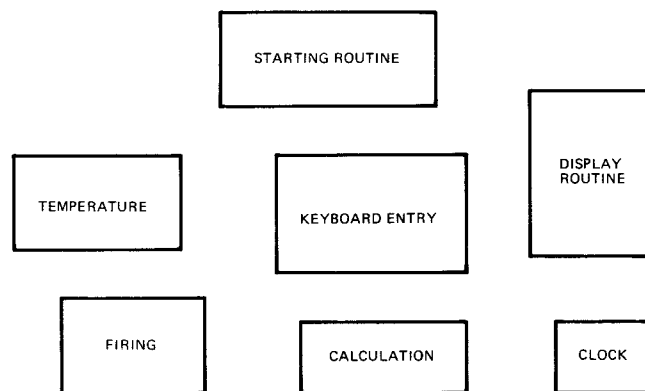 STARTING ROUTINE
DISPLAY
ROUTINE
TEMPERATURE
KEYBOARD ENTRY
FIRING
CALCULATION
CLOCK